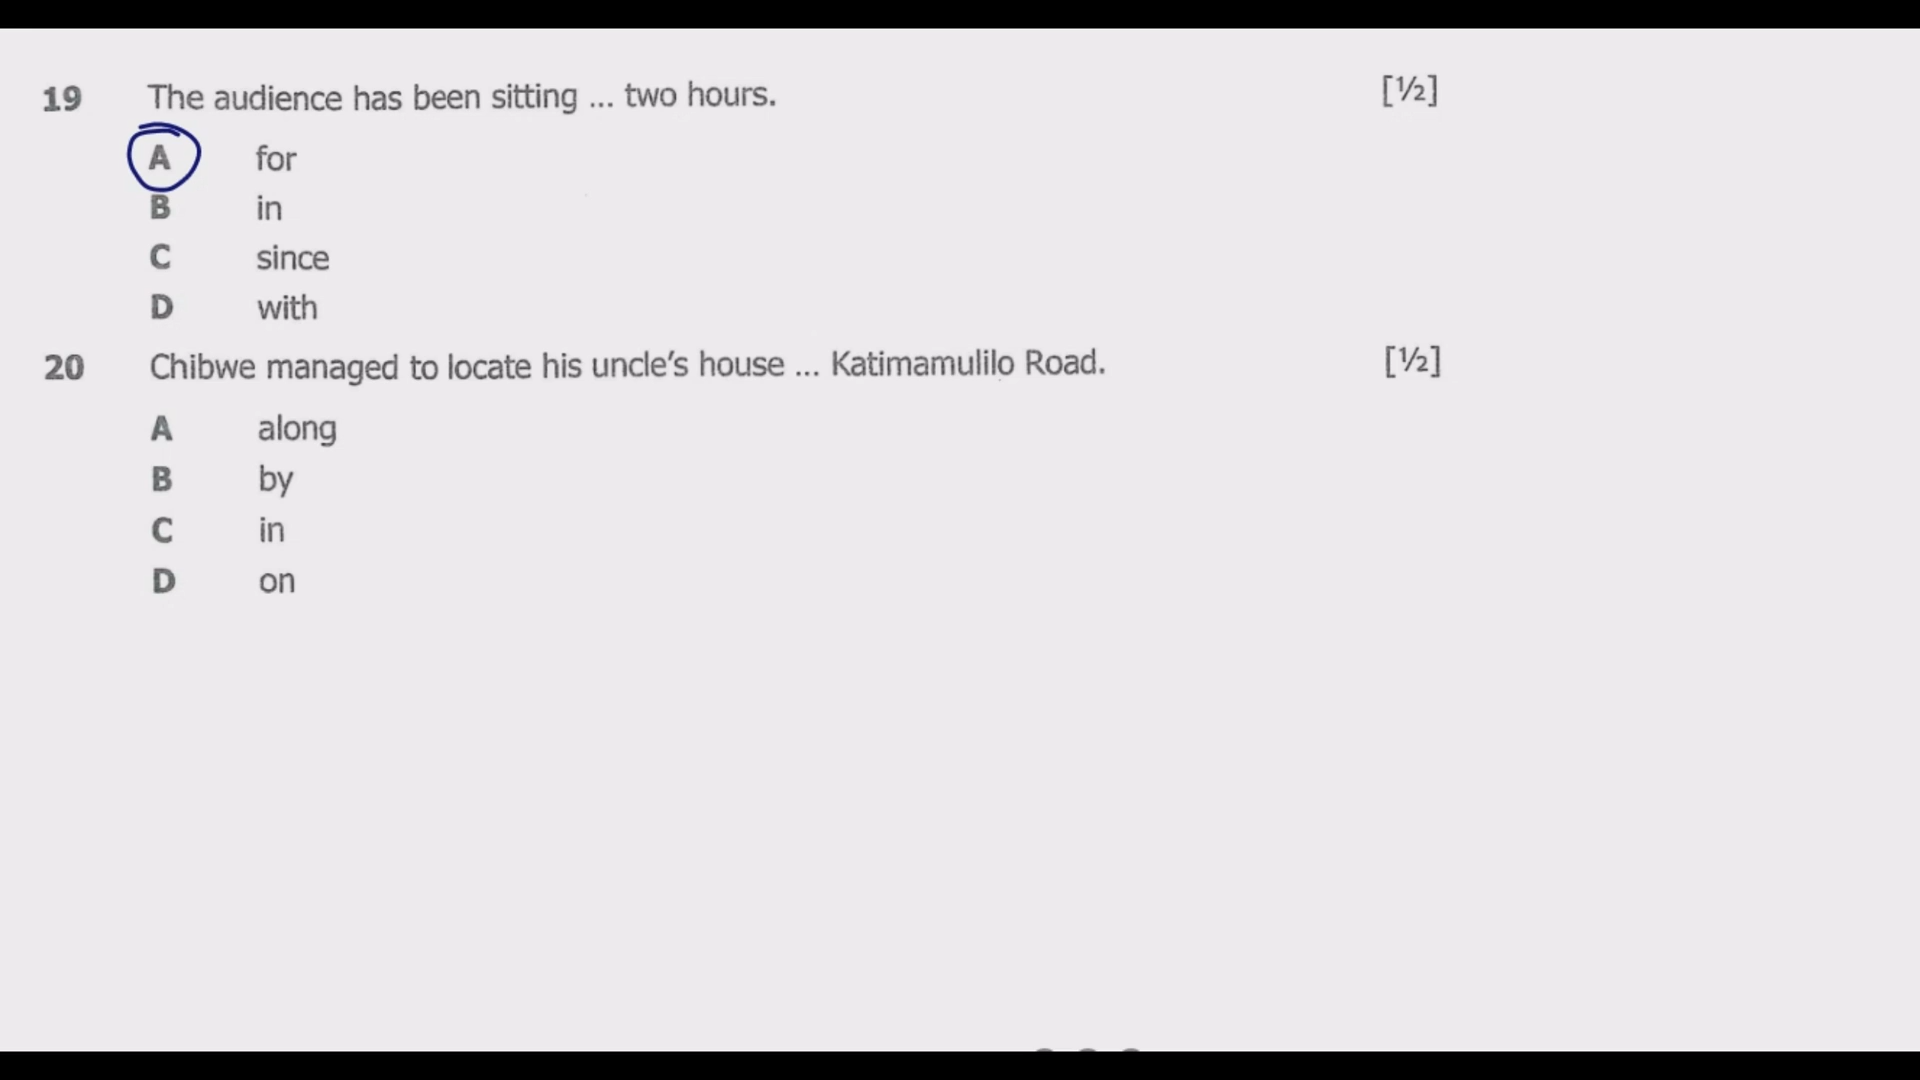 19 The audience has been sitting ... two hours. [½]
A for
B in
C since
D with
20 Chibwe managed to locate his uncle's house ... Katimamulilo Road. [½]
A along
B by
C in
D on